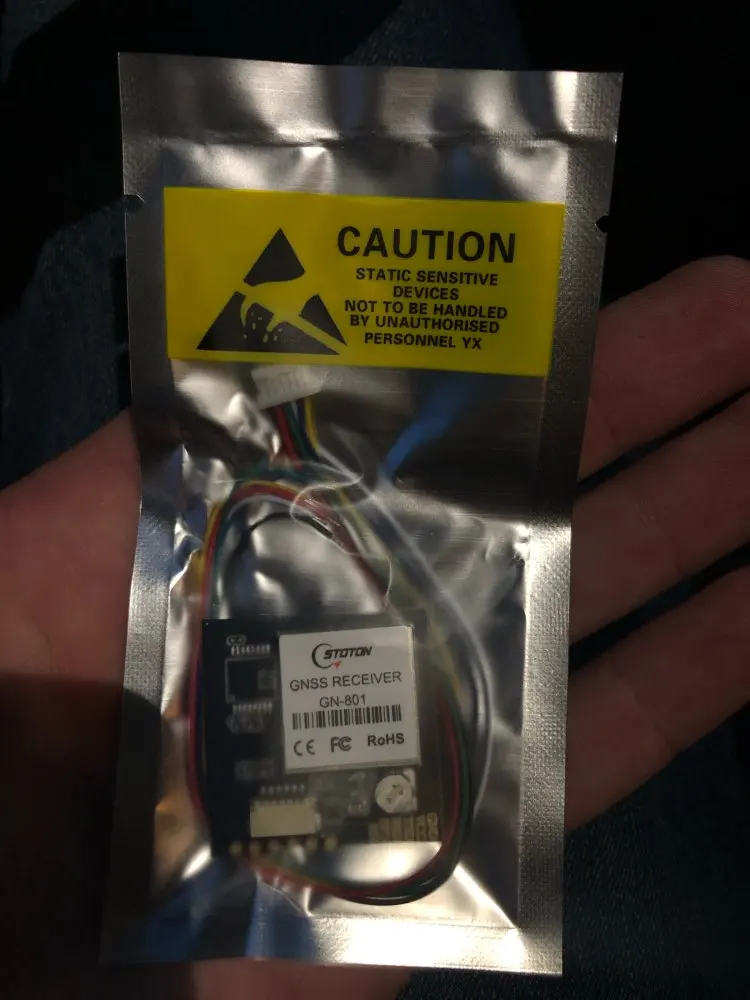 CAUTION
STATIC SENSITIVE
DEVICES
NOT TO BE HANDLED
BY UNAUTHORISED
PERSONNEL YX
STOTON
GNSS RECEIVER
GN-801
CE FC RoHS